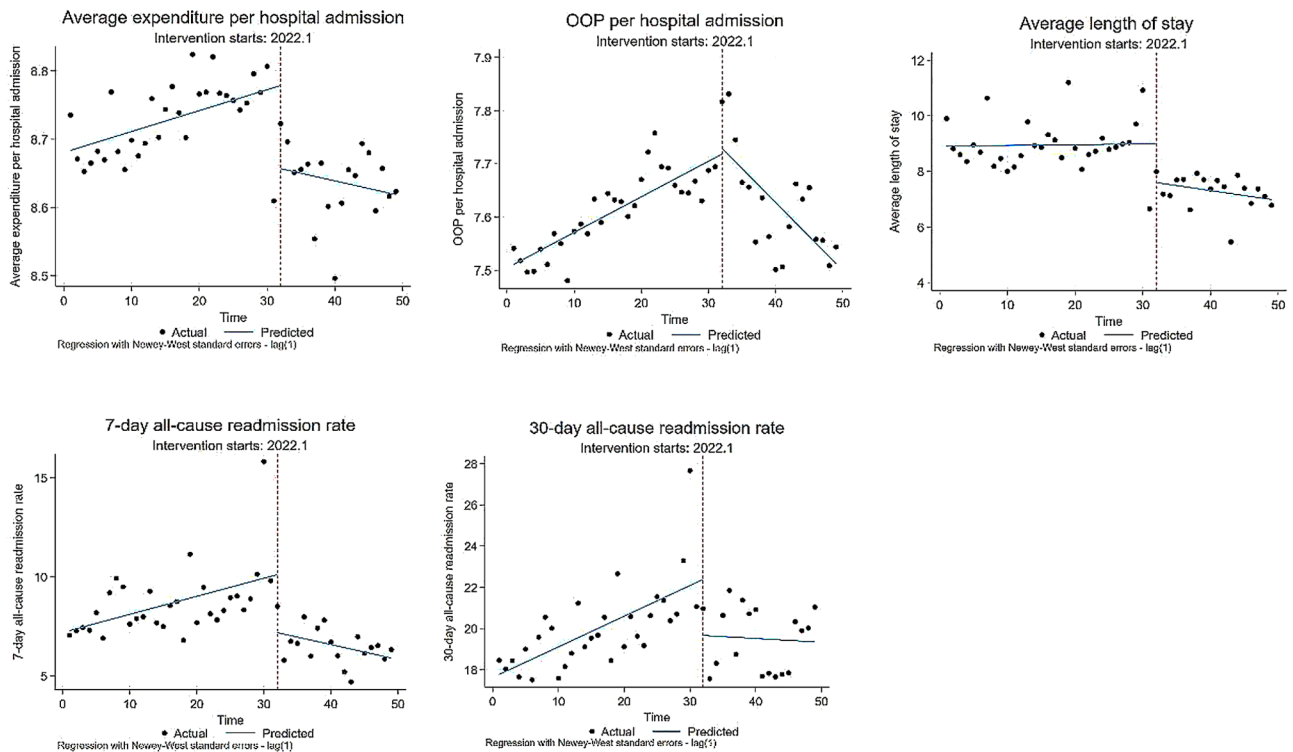 Average expenditure per hospital admission
Intervention starts: 2022.1
Average expenditure per hospital admission
8.8
8.7
8.6
8.5
0 10 20 30 40 50
Time
Actual Predicted
Regression with Newey-West standard errors - lag(1)
OOP per hospital admission
Intervention starts: 2022.1
OOP per hospital admission
7.9
7.8
7.7
7.6
7.5
0 10 20 30 40 50
Time
Actual Predicted
Regression with Newey-West standard errors - lag(1)
Average length of stay
Intervention starts: 2022.1
Average length of stay
12
10
8
6
4
0 10 20 30 40 50
Time
Actual Predicted
Regression with Newey-West standard errors - lag(1)
7-day all-cause readmission rate
Intervention starts: 2022.1
7-day all-cause readmission rate
15
10
5
0 10 20 30 40 50
Time
Actual Predicted
Regression with Newey-West standard errors - lag(1)
30-day all-cause readmission rate
Intervention starts: 2022.1
30-day all-cause readmission rate
28
26
24
22
20
18
0 10 20 30 40 50
Time
Actual Predicted
Regression with Newey-West standard errors - lag(1)